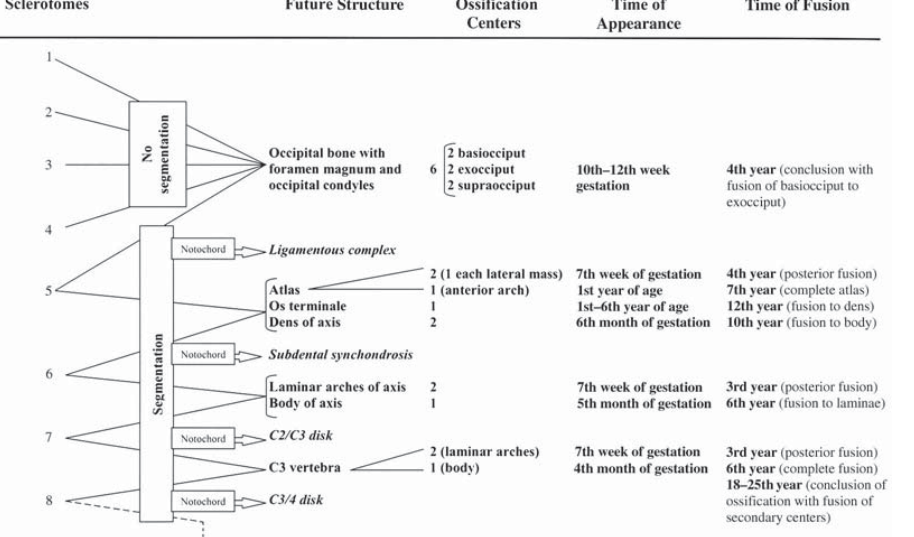 Sclerotomes Future Structure Ossification Centers Time of Appearance Time of Fusion
1
2
3
4
5
6
7
8
No segmentation
Segmentation
Occipital bone with
foramen magnum and
occipital condyles
6
2 basiocciput
2 exocciput
2 supraocciput
10th–12th week
gestation
4th year (conclusion with
fusion of basiocciput to
exocciput)
Notochord Ligamentous complex
2 (1 each lateral mass) 7th week of gestation 4th year (posterior fusion)
Atlas 1 (anterior arch) 1st year of age 7th year (complete atlas)
Os terminale 1 1st–6th year of age 12th year (fusion to dens)
Dens of axis 2 6th month of gestation 10th year (fusion to body)
Notochord Subdental synchondrosis
Laminar arches of axis 2 7th week of gestation 3rd year (posterior fusion)
Body of axis 1 5th month of gestation 6th year (fusion to laminae)
Notochord C2/C3 disk
2 (laminar arches) 7th week of gestation 3rd year (posterior fusion)
C3 vertebra 1 (body) 4th month of gestation 6th year (complete fusion)
18–25th year (conclusion of
Notochord C3/4 disk ossification with fusion of
secondary centers)